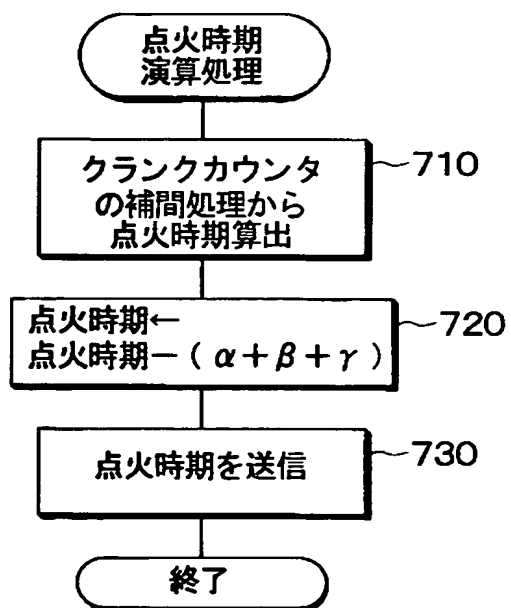 点火時期
演算処理
クランクカウンタ
の補間処理から
点火時期算出
710
点火時期←
点火時期－(α＋β＋γ)
720
点火時期を送信
730
終了